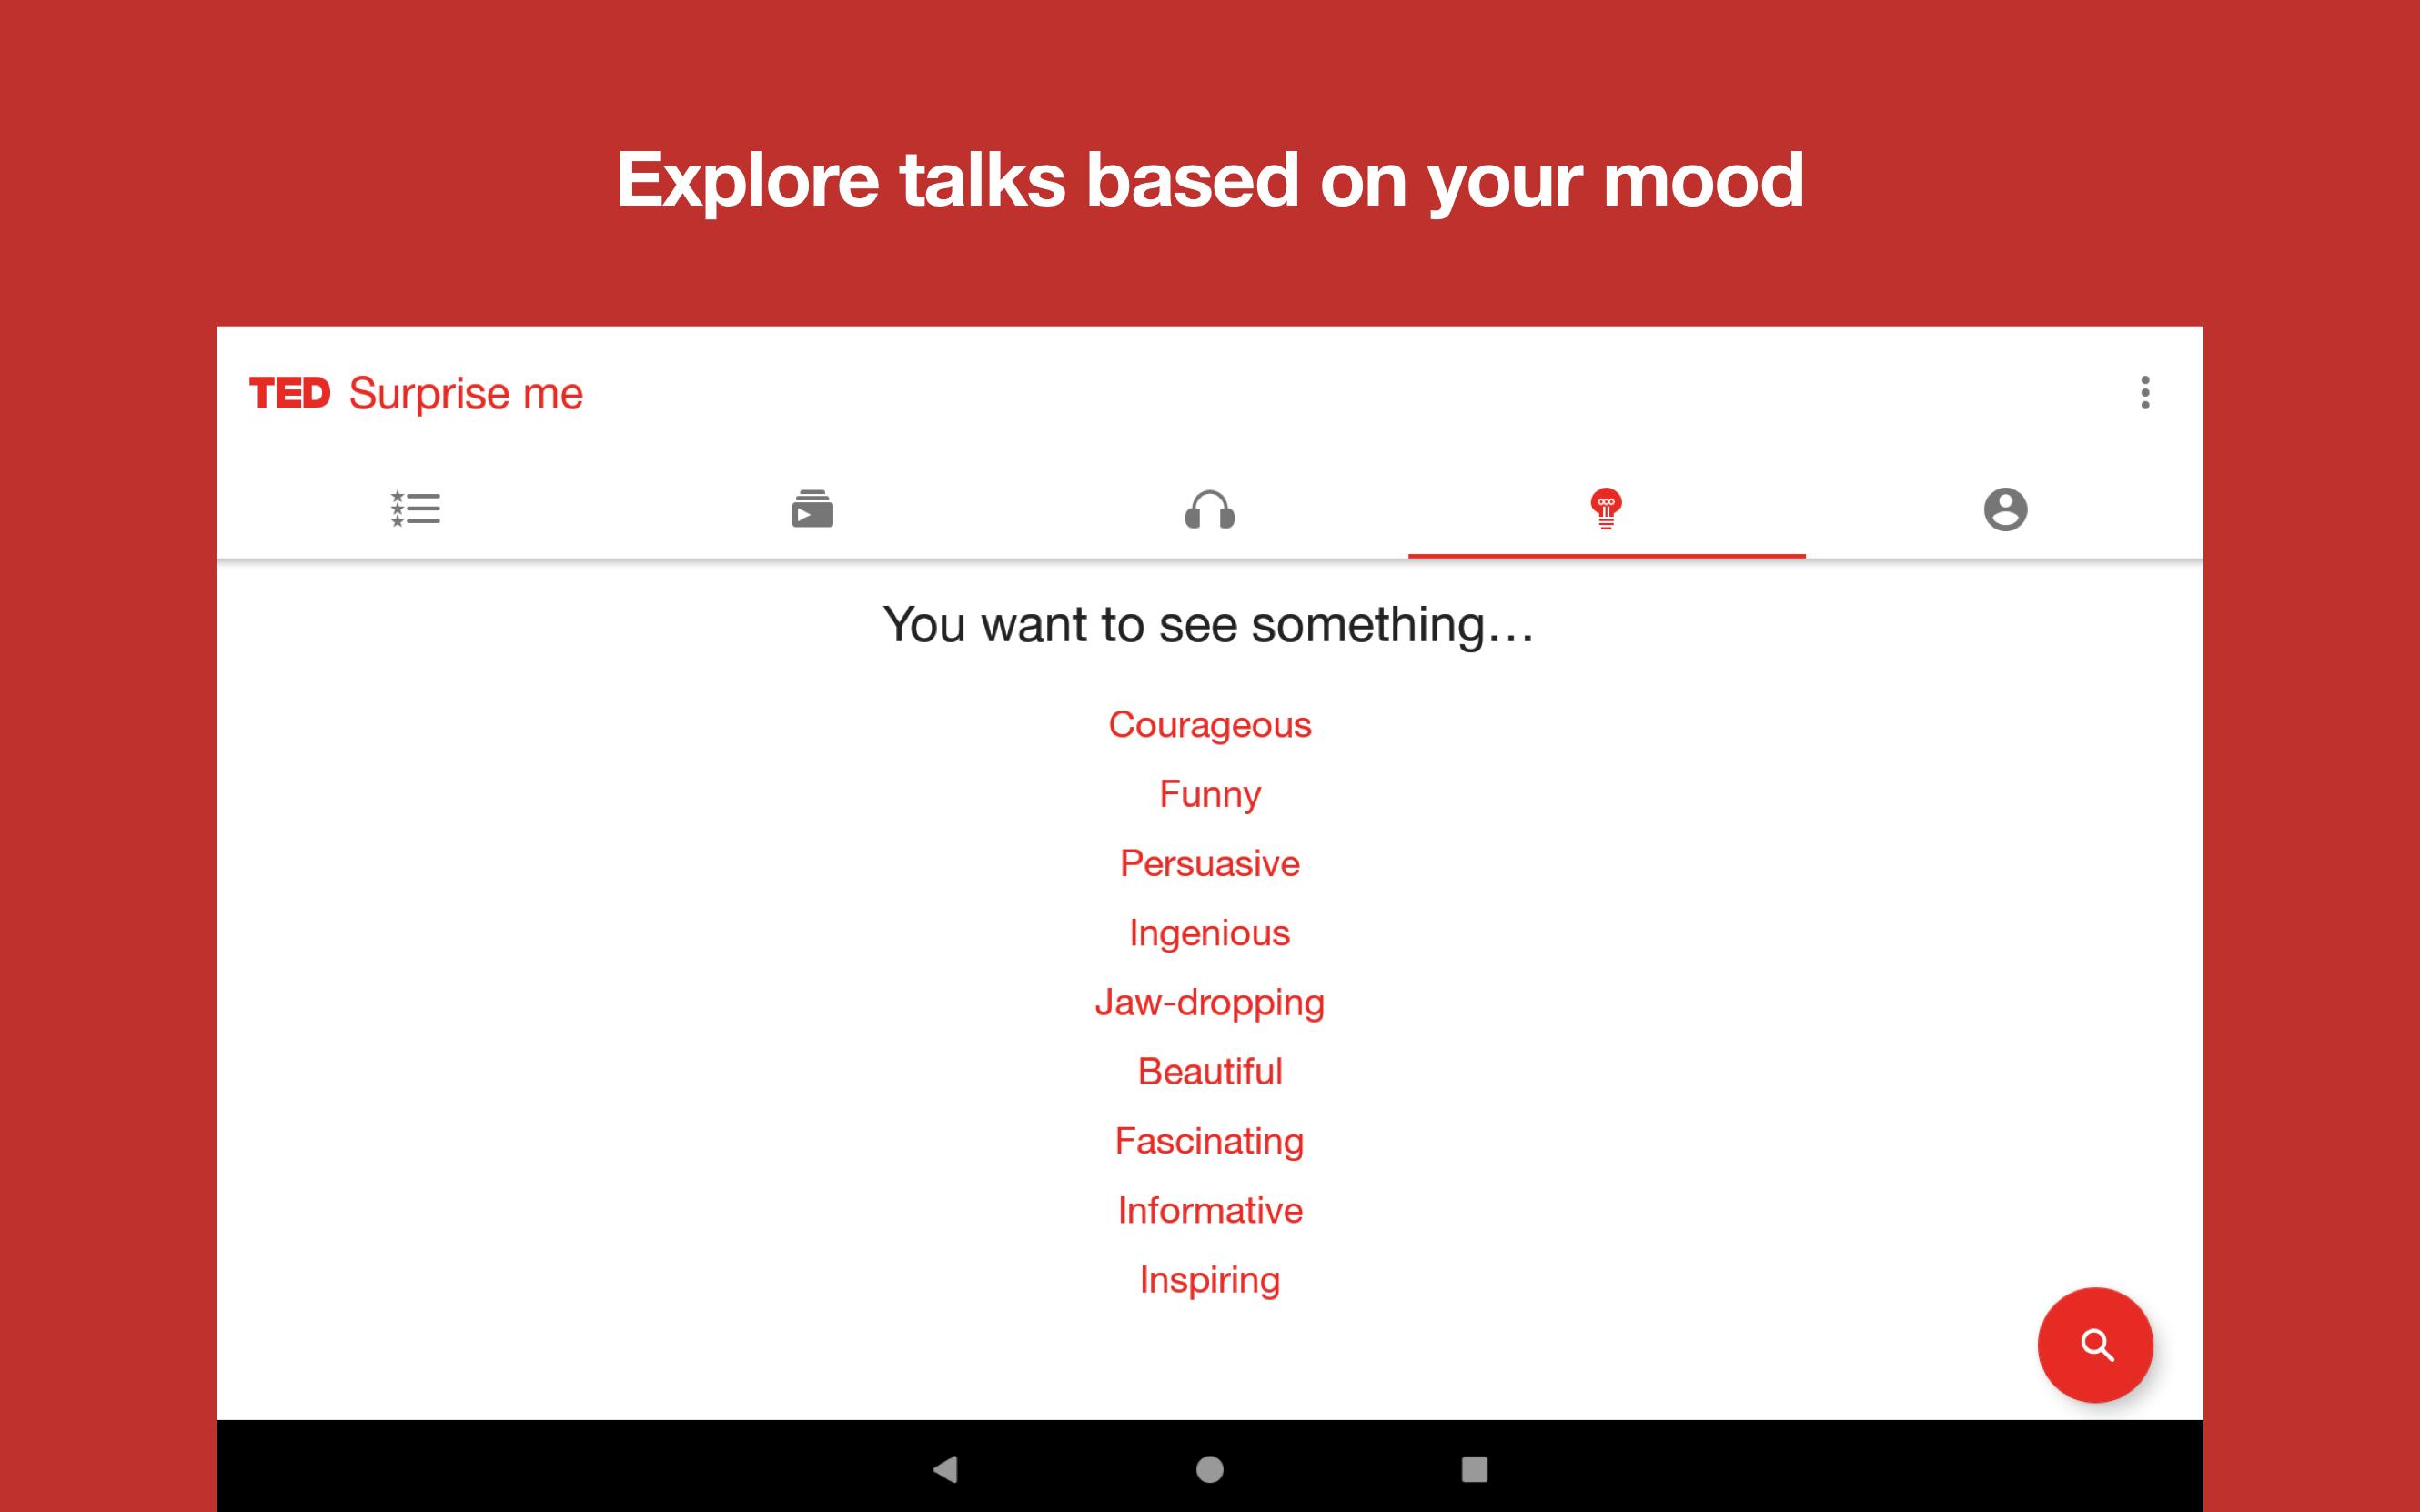 Explore talks based on your mood
TED Surprise me
You want to see something...
Courageous
Funny
Persuasive
Ingenious
Jaw-dropping
Beautiful
Fascinating
Informative
Inspiring